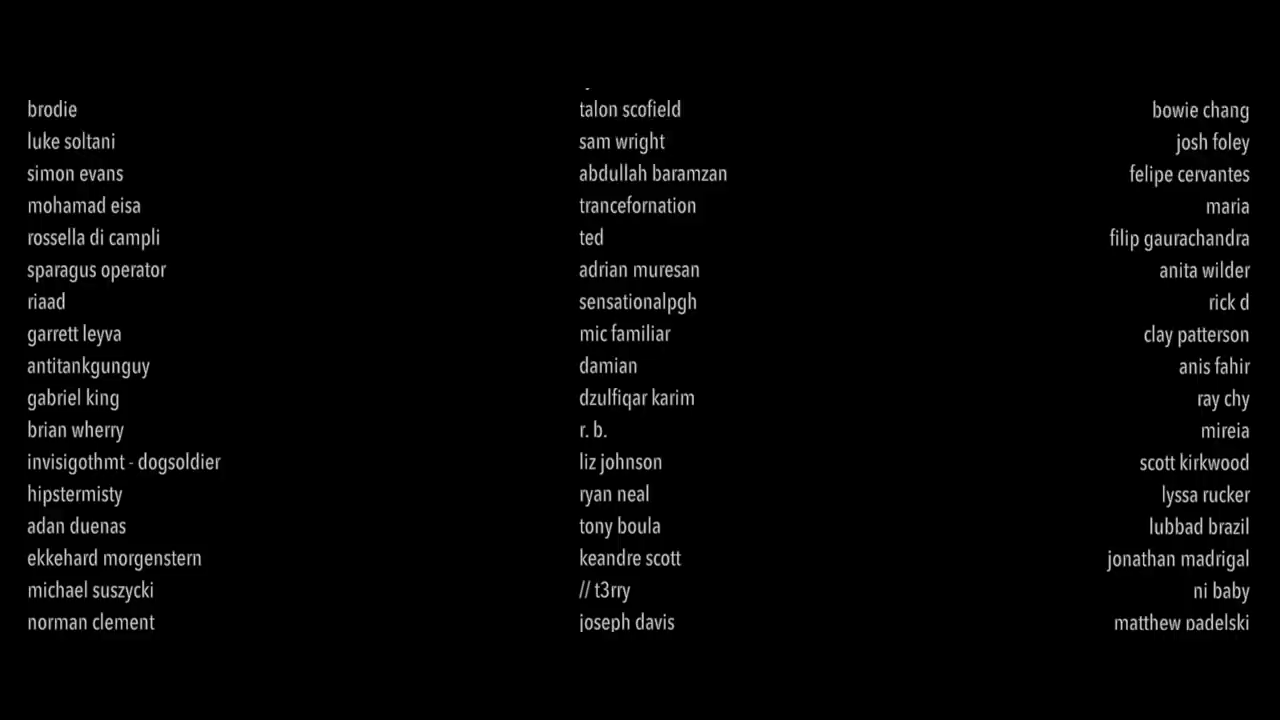 brodie
luke soltani
simon evans
mohamad eisa
rossella di campli
sparagus operator
riaad
garrett leyva
antitankgunguy
gabriel king
brian wherry
invisigothmt - dogsoldier
hipstermisty
adan duenas
ekkehard morgenstern
michael suszycki
norman clement
talon scofield
sam wright
abdullah baramzan
trancefornation
ted
adrian muresan
sensationalpgh
mic familiar
damian
dzulfiqar karim
r. b.
liz johnson
ryan neal
tony boula
keandre scott
// t3rry
joseph davis
bowie chang
josh foley
felipe cervantes
maria
filip gaurachandra
anita wilder
rick d
clay patterson
anis fahir
ray chy
mireia
scott kirkwood
lyssa rucker
lubbad brazil
jonathan madrigal
ni baby
matthew padelski